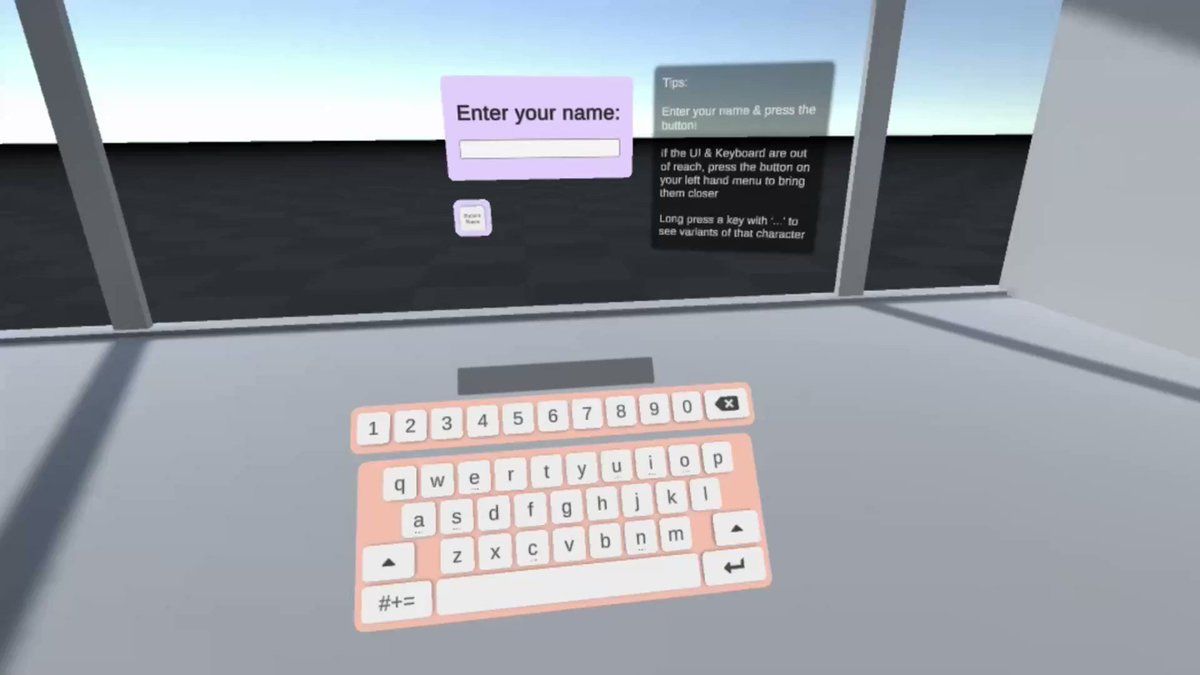 Enter your name:
Tips:
Enter your name & press the
button!
If the UI & Keyboard are out
of reach, press the button on
your left hand menu to bring
them closer
Long press a key with '...' to
see variants of that character
1 2 3 4 5 6 7 8 9 0
q w e r t y u i o p
a s d f g h j k l
z x c v b n m
#+=